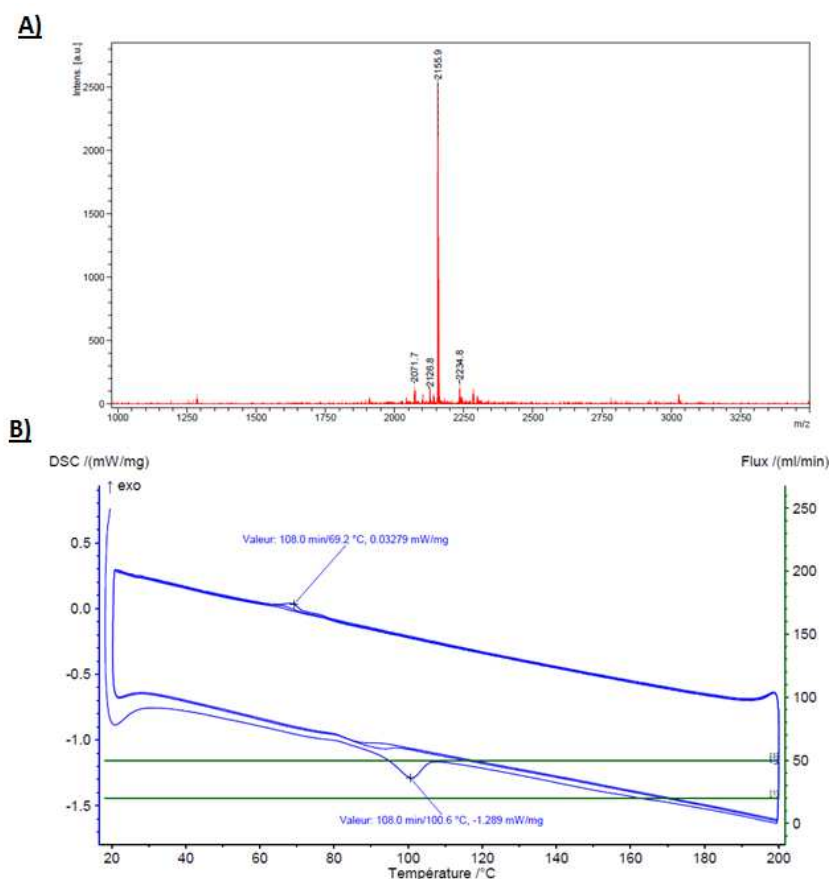 A)
Intens. [a.u.]
2500
2000
1500
1000
500
0
2071.7
2126.8
2155.9
2234.8
1000 1250 1500 1750 2000 2250 2500 2750 3000 3250
m/z
B)
DSC /(mW/mg) Flux /(ml/min)
↑ exo
Valeur: 108.0 min/69.2 °C, 0.03279 mW/mg
0.5
0.0
-0.5
-1.0
-1.5
250
200
150
100
50
0
[1]
Valeur: 108.0 min/100.6 °C, -1.289 mW/mg
20 40 60 80 100 120 140 160 180 200
Température /°C